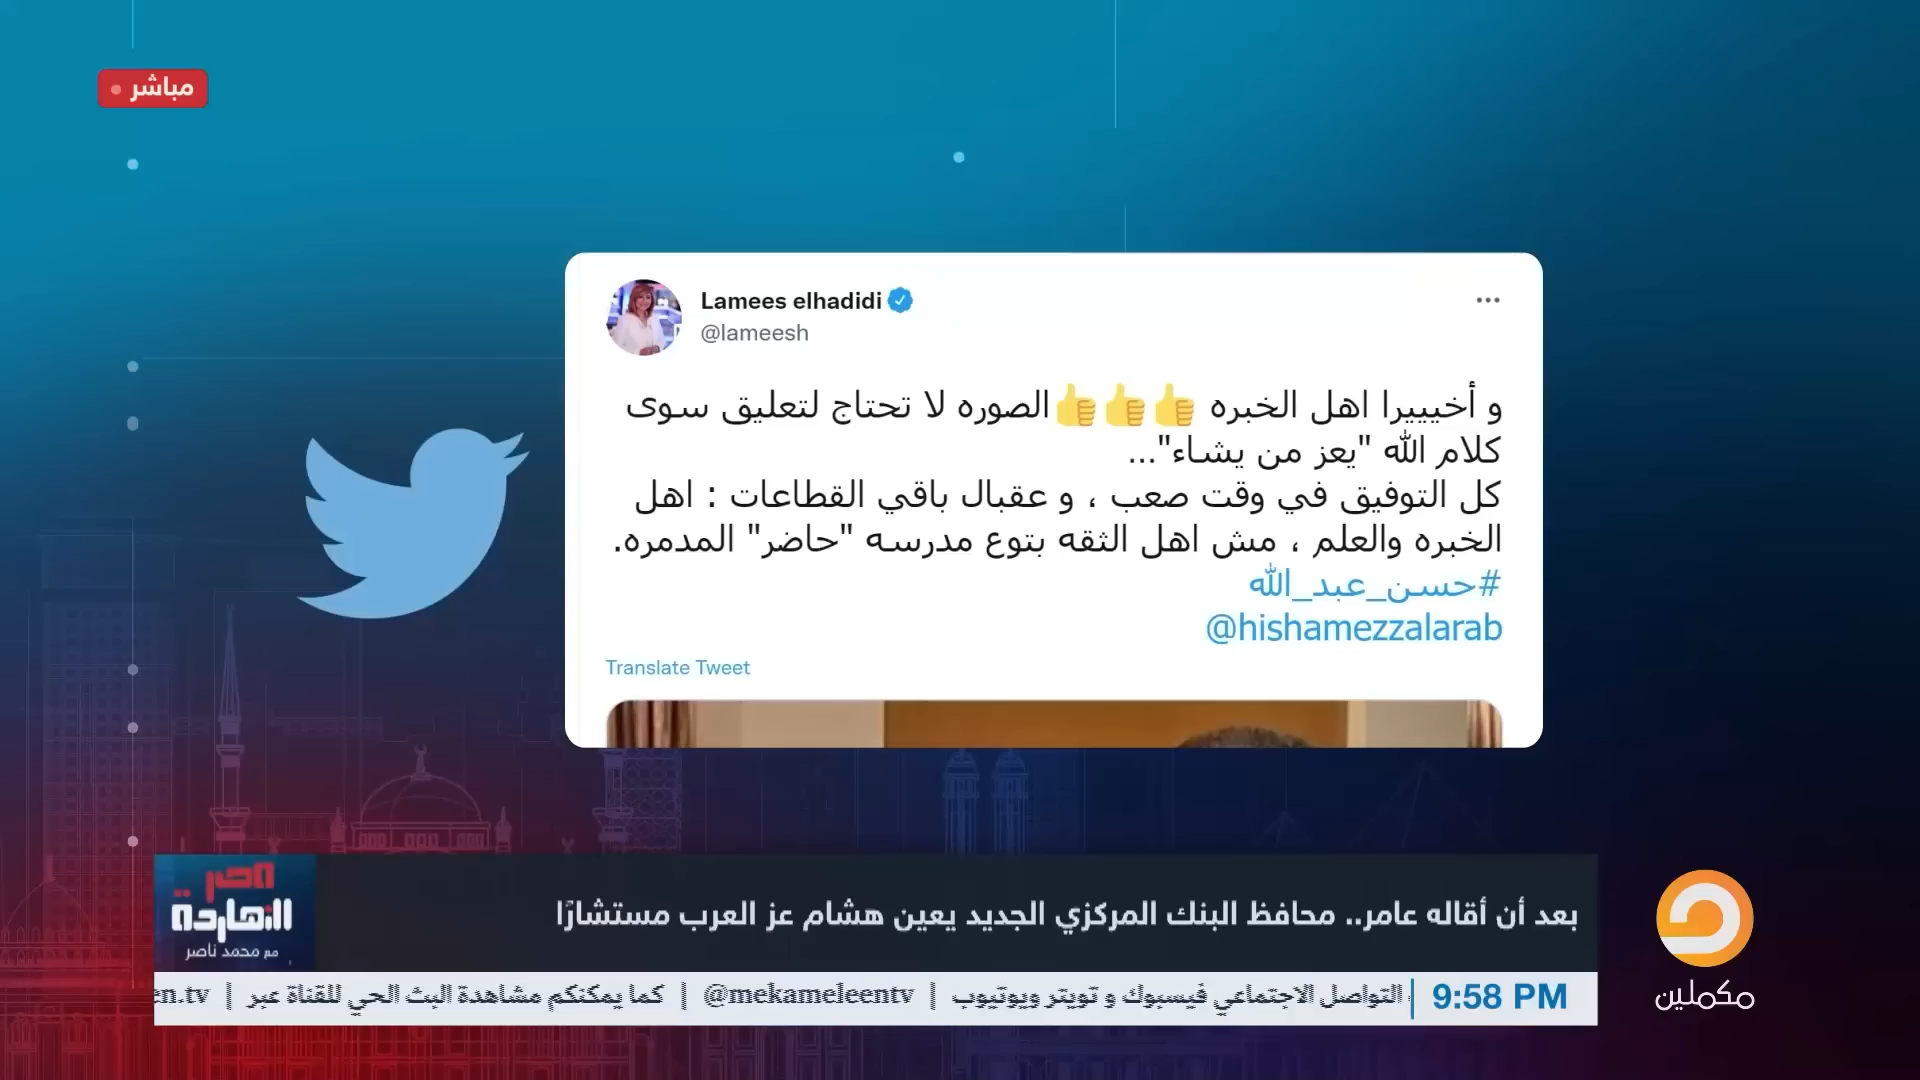 مباشر
Lamees elhadidi
@lameesh
و أخيييرا اهل الخبره 👍👍👍الصوره لا تحتاج لتعليق سوى
كلام الله "يعز من يشاء"...
كل التوفيق في وقت صعب ، و عقبال باقي القطاعات : اهل
الخبره والعلم ، مش اهل الثقه بتوع مدرسه "حاضر" المدمره.
#حسن_عبد_الله
@hishamezzalarab
Translate Tweet
مصر
النهاردة
مع محمد ناصر
بعد أن أقاله عامر.. محافظ البنك المركزي الجديد يعين هشام عز العرب مستشارًا
مكملين
9:58 PM
التواصل الاجتماعي فيسبوك و تويتر ويوتيوب | @mekameleentv | كما يمكنكم مشاهدة البث الحي للقناة عبر | en.tv